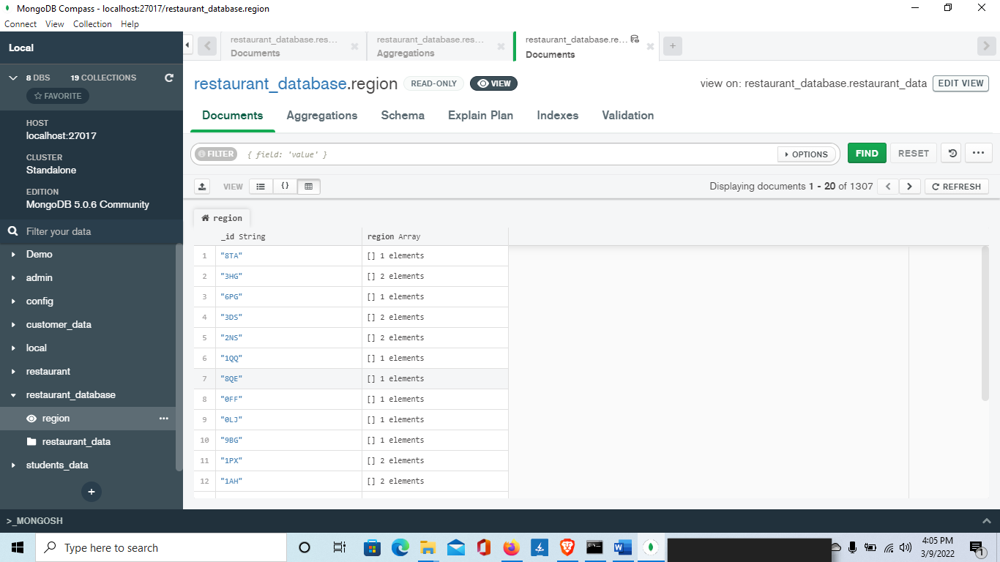 MongoDB Compass - localhost:27017/restaurant_database.region
Connect View Collection Help
Local
8 DBS 19 COLLECTIONS
FAVORITE
HOST
localhost:27017
CLUSTER
Standalone
EDITION
MongoDB 5.0.6 Community
Filter your data
Demo
admin
config
customer_data
local
restaurant
restaurant_database
region
restaurant_data
students_data
+
restaurant_database.res...
Documents
restaurant_database.res...
Aggregations
restaurant_database.re...
Documents
+
restaurant_database.region READ-ONLY VIEW
view on: restaurant_database.restaurant_data EDIT VIEW
Documents Aggregations Schema Explain Plan Indexes Validation
FILTER { field: 'value' } OPTIONS FIND RESET ...
VIEW {} Displaying documents 1 - 20 of 1307 < > REFRESH
region
_id String region Array
1 "8TA" [] 1 elements
2 "3HG" [] 2 elements
3 "6PG" [] 1 elements
4 "3DS" [] 2 elements
5 "2NS" [] 2 elements
6 "1QQ" [] 1 elements
7 "8QE" [] 1 elements
8 "0FF" [] 1 elements
9 "0LJ" [] 1 elements
10 "9BG" [] 1 elements
11 "1PX" [] 2 elements
12 "1AH" [] 2 elements
>_MONGOSH
Type here to search
4:05 PM
3/9/2022
1